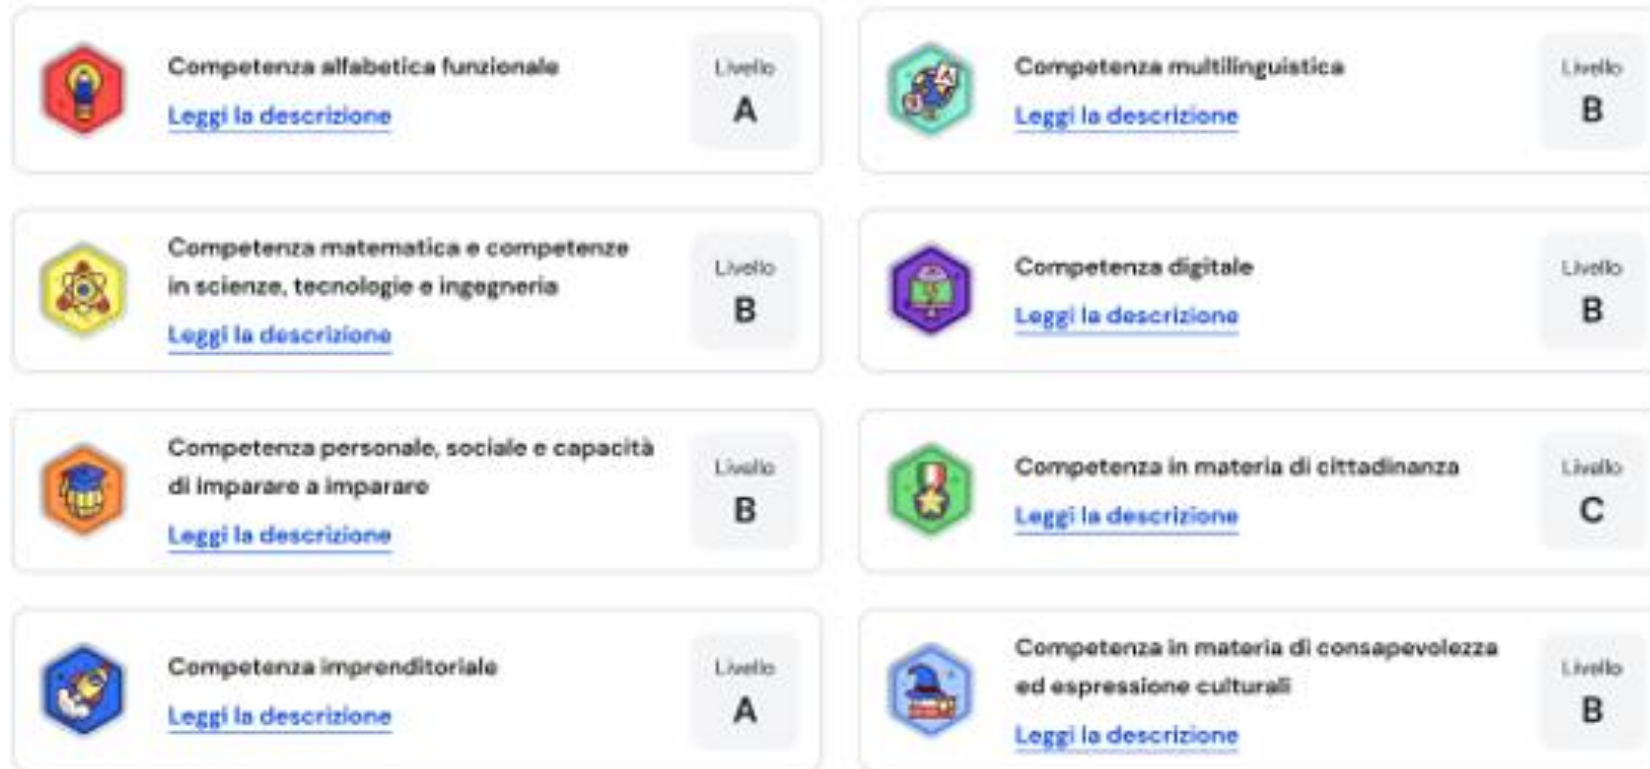 Competenza alfabetica funzionale
Leggi la descrizione
Livello
A
Competenza multilinguistica
Leggi la descrizione
Livello
B
Competenza matematica e competenze
in scienze, tecnologie e ingegneria
Leggi la descrizione
Livello
B
Competenza digitale
Leggi la descrizione
Livello
B
Competenza personale, sociale e capacità
di imparare a imparare
Leggi la descrizione
Livello
B
Competenza in materia di cittadinanza
Leggi la descrizione
Livello
C
Competenza imprenditoriale
Leggi la descrizione
Livello
A
Competenza in materia di consapevolezza
ed espressione culturali
Leggi la descrizione
Livello
B